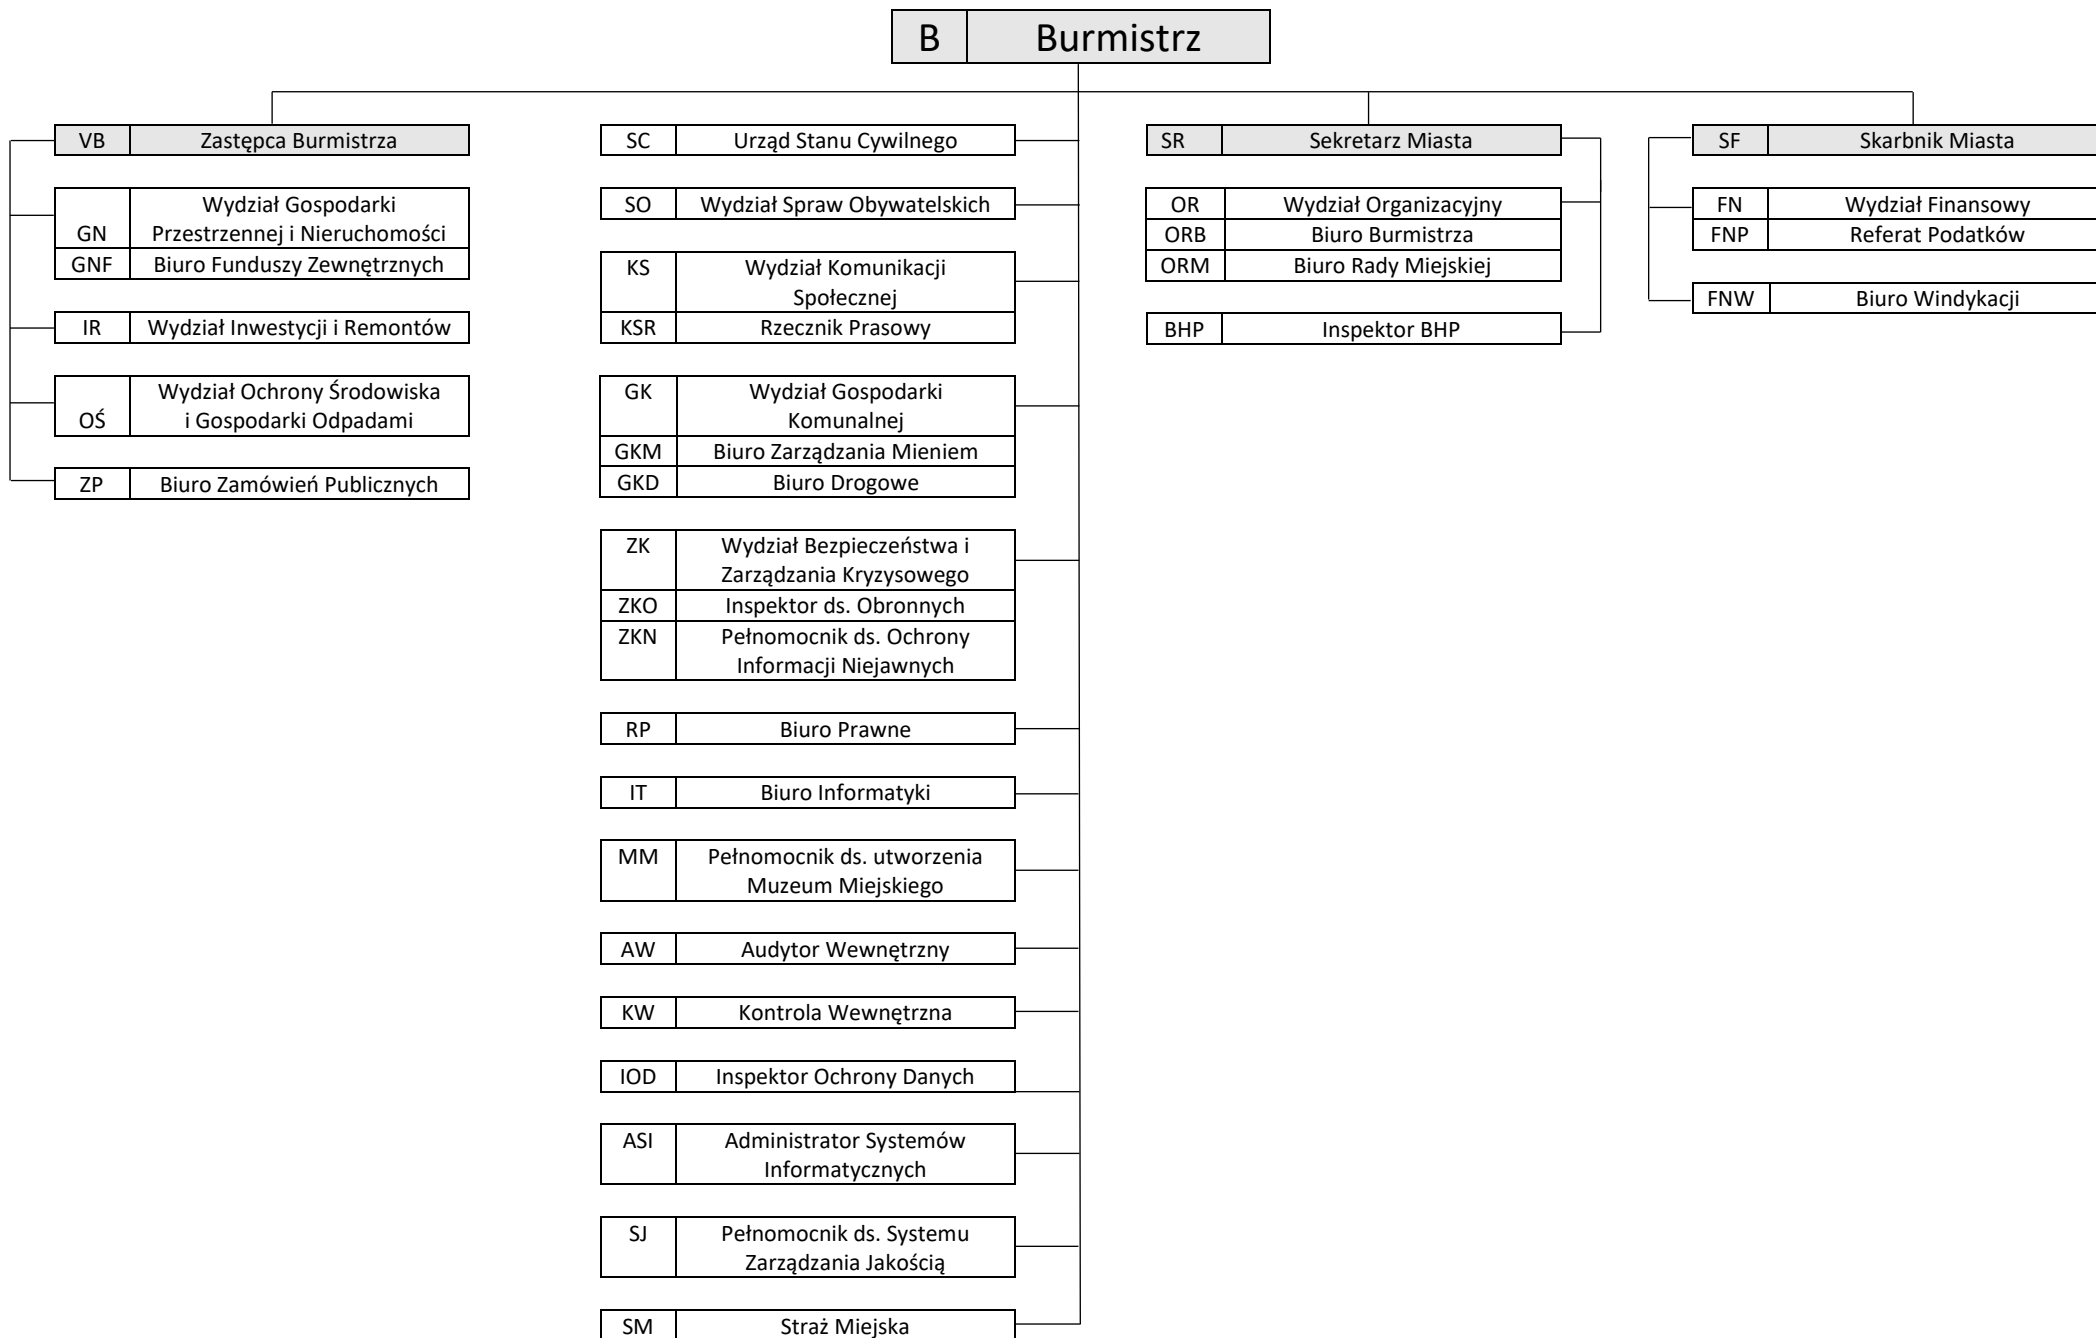 B Burmistrz
VB Zastępca Burmistrza
GN Wydział Gospodarki
Przestrzennej i Nieruchomości
GNF Biuro Funduszy Zewnętrznych
IR Wydział Inwestycji i Remontów
OŚ Wydział Ochrony Środowiska
i Gospodarki Odpadami
ZP Biuro Zamówień Publicznych
SC Urząd Stanu Cywilnego
SO Wydział Spraw Obywatelskich
KS Wydział Komunikacji
Społecznej
KSR Rzecznik Prasowy
GK Wydział Gospodarki
Komunalnej
GKM Biuro Zarządzania Mieniem
GKD Biuro Drogowe
ZK Wydział Bezpieczeństwa i
Zarządzania Kryzysowego
ZKO Inspektor ds. Obronnych
ZKN Pełnomocnik ds. Ochrony
Informacji Niejawnych
RP Biuro Prawne
IT Biuro Informatyki
MM Pełnomocnik ds. utworzenia
Muzeum Miejskiego
AW Audytor Wewnętrzny
KW Kontrola Wewnętrzna
IOD Inspektor Ochrony Danych
ASI Administrator Systemów
Informatycznych
SJ Pełnomocnik ds. Systemu
Zarządzania Jakością
SM Straż Miejska
SR Sekretarz Miasta
OR Wydział Organizacyjny
ORB Biuro Burmistrza
ORM Biuro Rady Miejskiej
BHP Inspektor BHP
SF Skarbnik Miasta
FN Wydział Finansowy
FNP Referat Podatków
FNW Biuro Windykacji